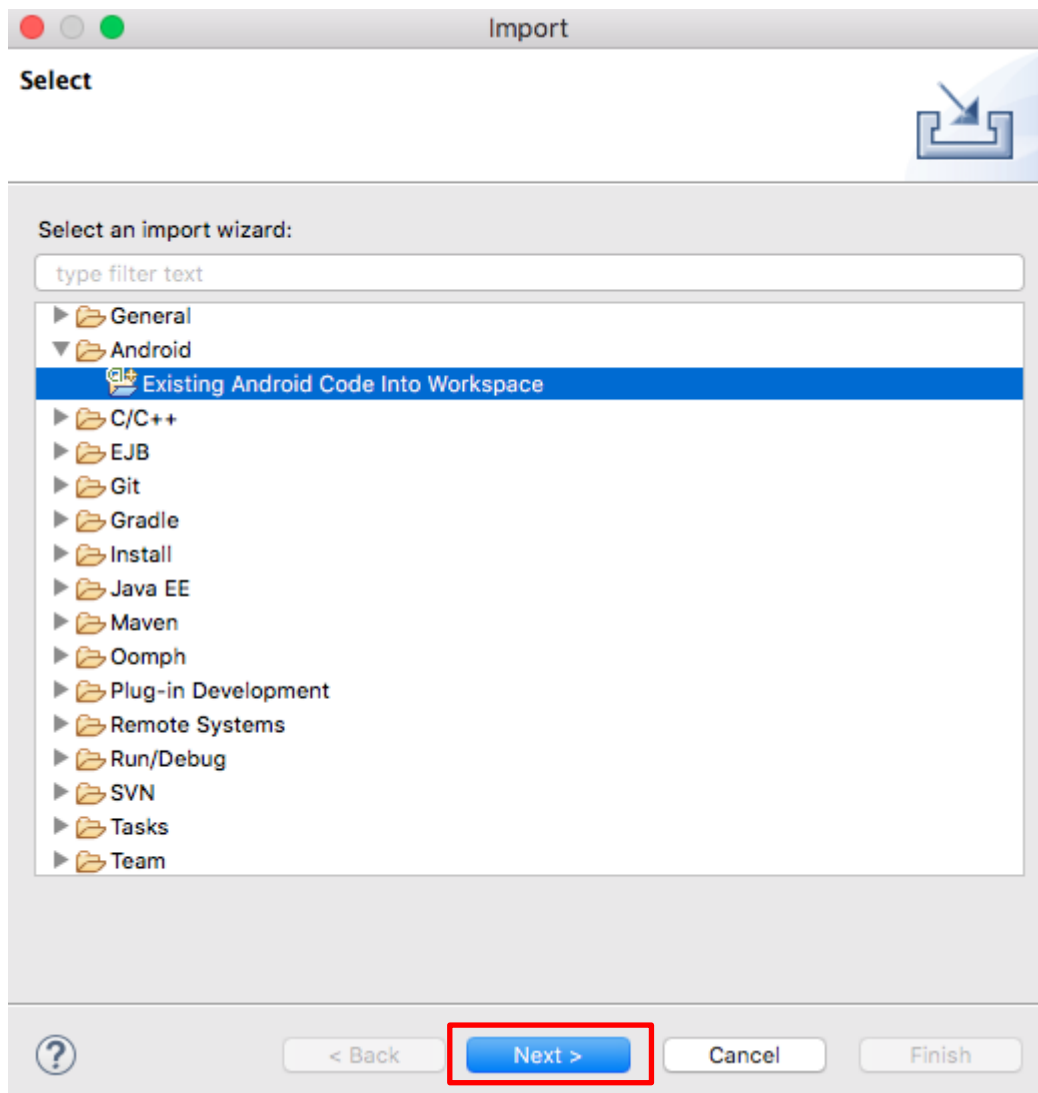 Import
Select
Select an import wizard:
type filter text
General
Android
Existing Android Code Into Workspace
C/C++
EJB
Git
Gradle
Install
Java EE
Maven
Oomph
Plug-in Development
Remote Systems
Run/Debug
SVN
Tasks
Team
? < Back Next > Cancel Finish